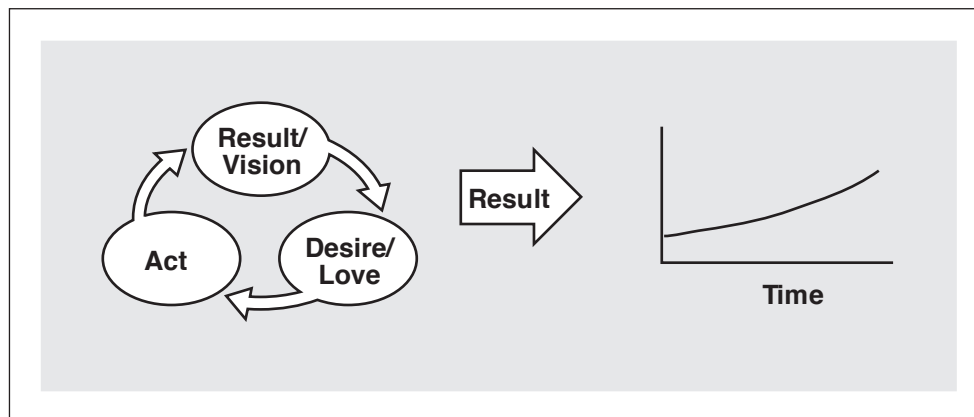 Result/
Vision
Desire/
Love
Act
Result
Time